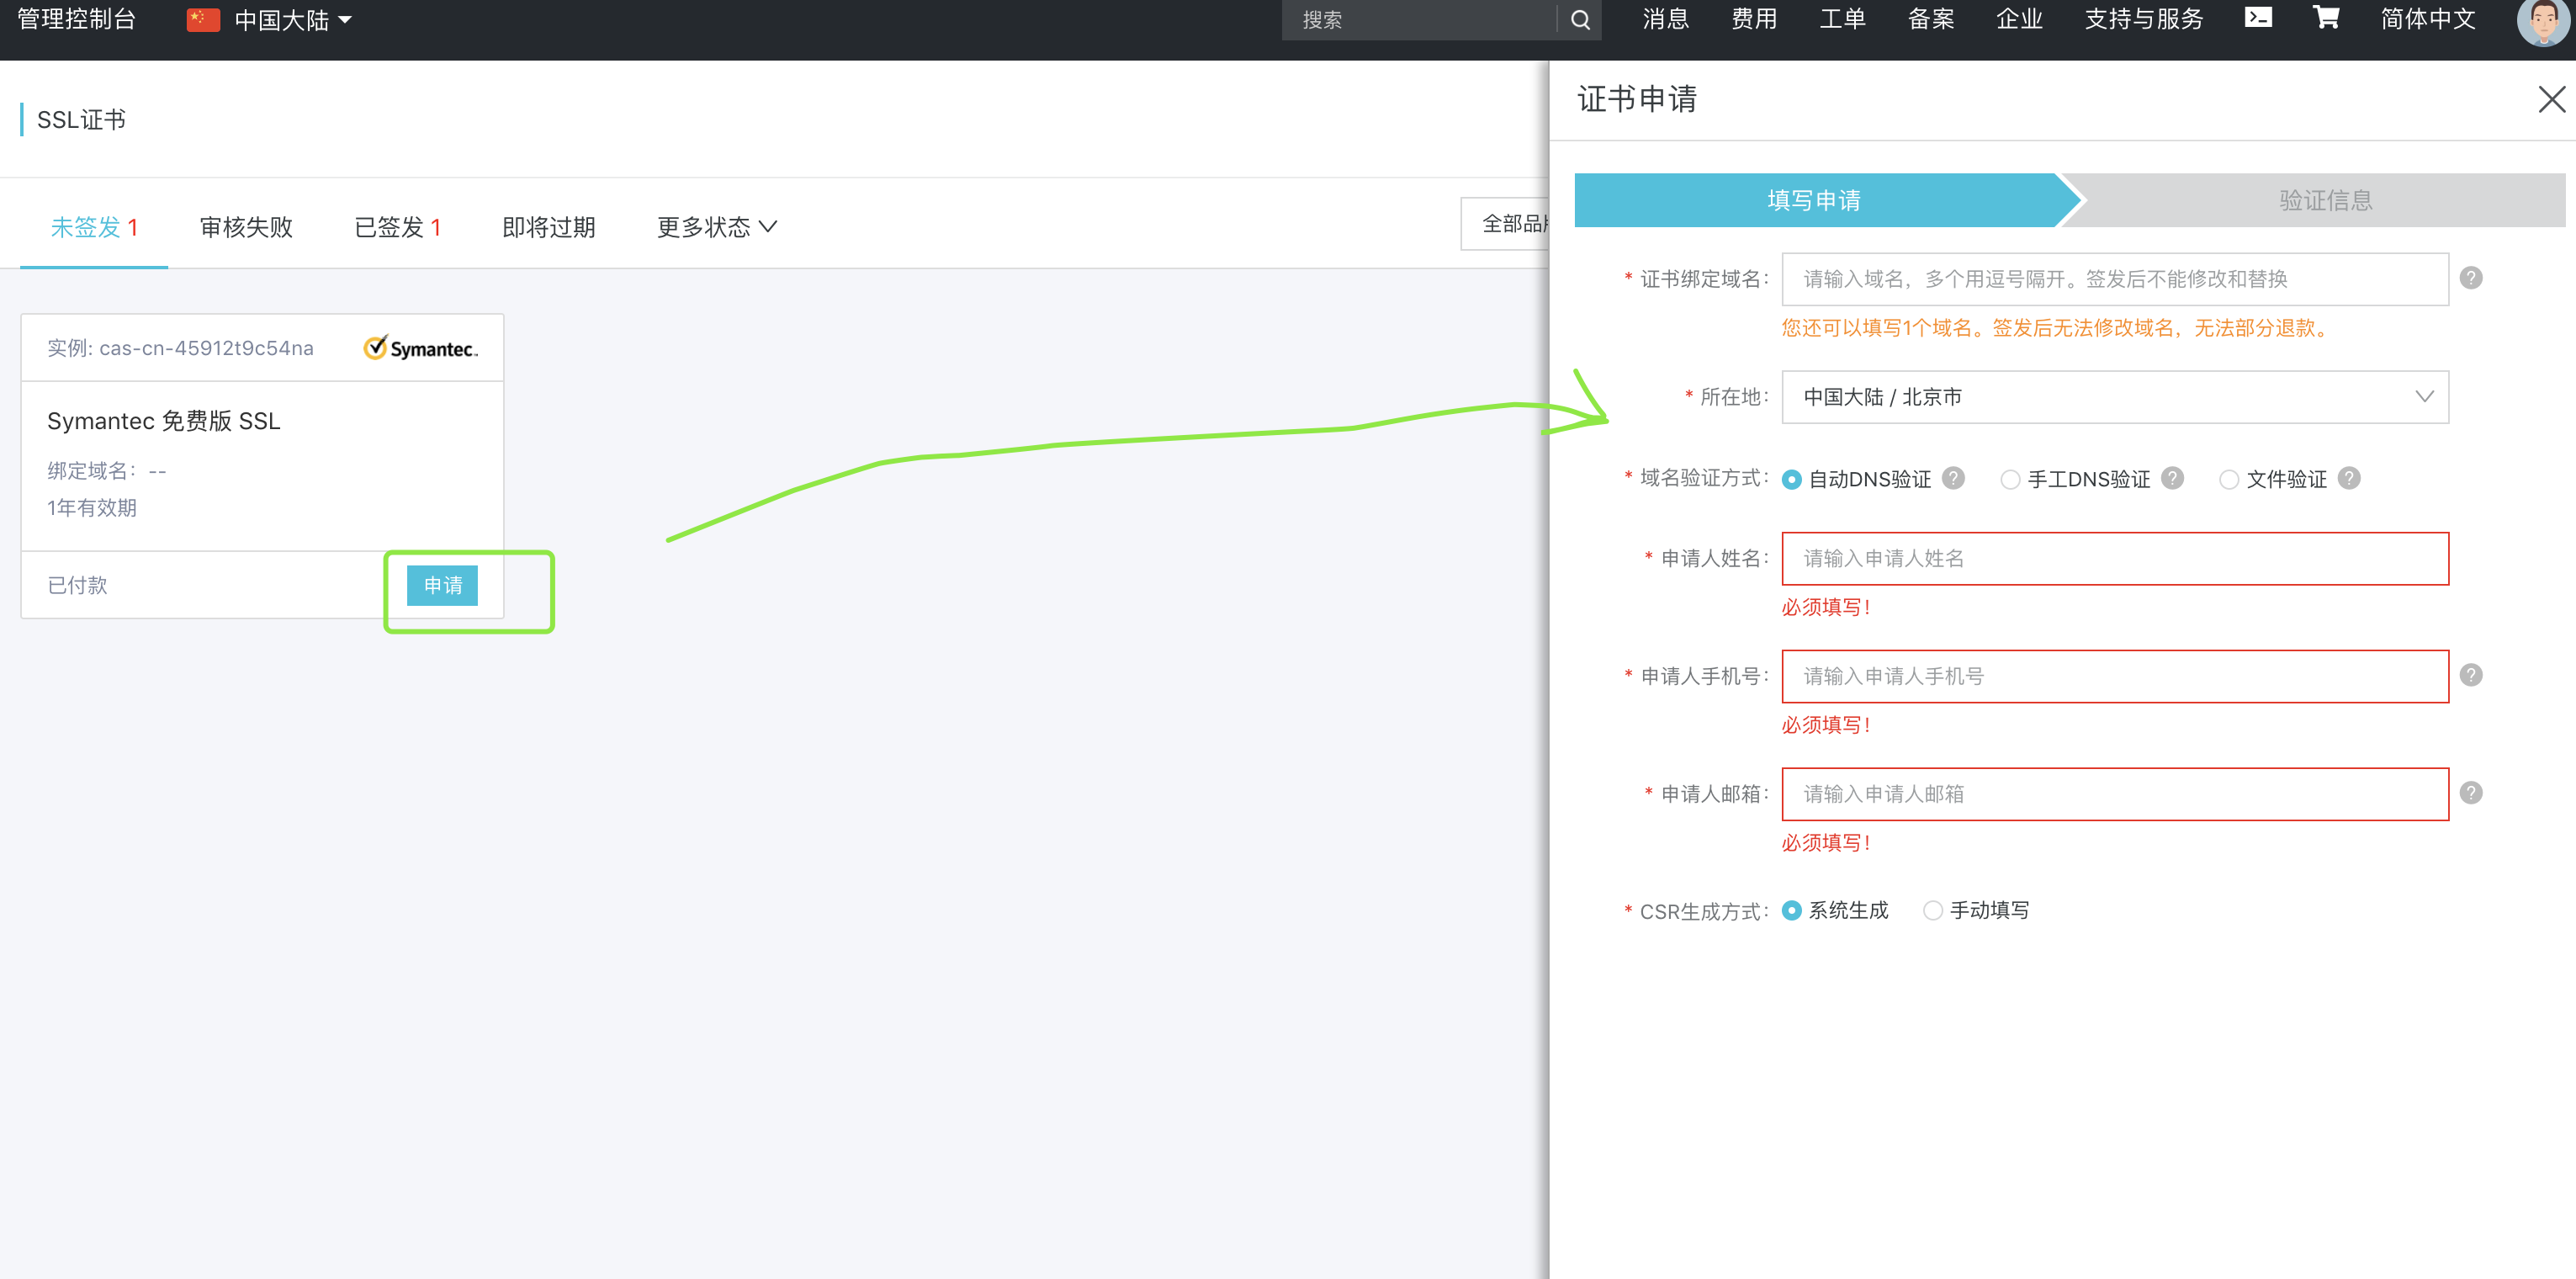 管理控制台 中国大陆 搜索 消息 费用 工单 备案 企业 支持与服务 简体中文
SSL证书
未签发 1 审核失败 已签发 1 即将过期 更多状态 全部品
实例: cas-cn-45912t9c54na Symantec
Symantec 免费版 SSL
绑定域名: --
1年有效期
已付款 申请
证书申请
填写申请 验证信息
* 证书绑定域名: 请输入域名，多个用逗号隔开。签发后不能修改和替换
您还可以填写1个域名。签发后无法修改域名，无法部分退款。
* 所在地: 中国大陆 / 北京市
* 域名验证方式: 自动DNS验证 ? 手工DNS验证 ? 文件验证 ?
* 申请人姓名: 请输入申请人姓名
必须填写！
* 申请人手机号: 请输入申请人手机号 ?
必须填写！
* 申请人邮箱: 请输入申请人邮箱 ?
必须填写！
* CSR生成方式: 系统生成 手动填写